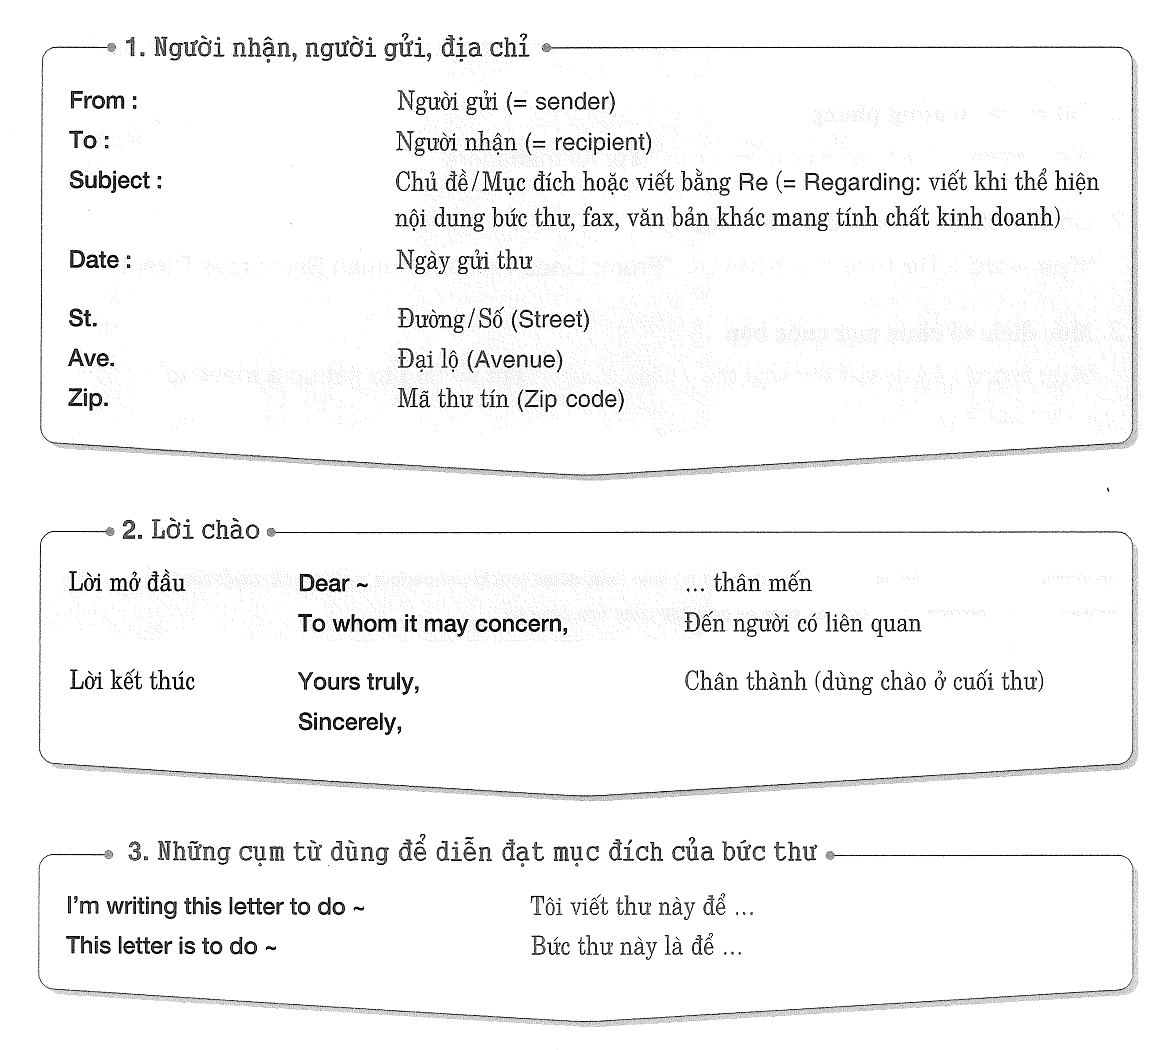 1. Người nhận, người gửi, địa chỉ
From : Người gửi (= sender)
To : Người nhận (= recipient)
Subject : Chủ đề/Mục đích hoặc viết bằng Re (= Regarding: viết khi thể hiện
nội dung bức thư, fax, văn bản khác mang tính chất kinh doanh)
Date : Ngày gửi thư
St. Đường/Số (Street)
Ave. Đại lộ (Avenue)
Zip. Mã thư tín (Zip code)
2. Lời chào
Lời mở đầu Dear ~ ... thân mến
To whom it may concern, Đến người có liên quan
Lời kết thúc Yours truly, Chân thành (dùng chào ở cuối thư)
Sincerely,
3. Những cụm từ dùng để diễn đạt mục đích của bức thư
I'm writing this letter to do ~ Tôi viết thư này để ...
This letter is to do ~ Bức thư này là để ...